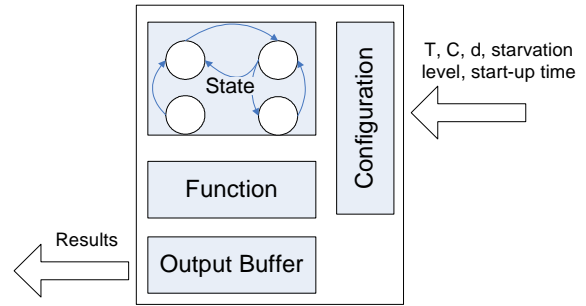 State
Configuration
T, C, d, starvation
level, start-up time
Function
Results
Output Buffer